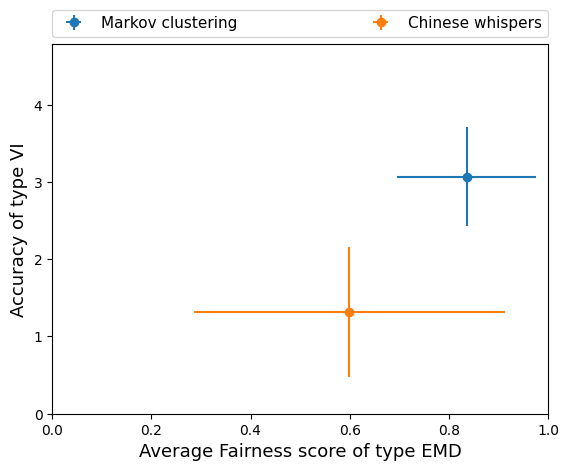 Markov clustering Chinese whispers
4
3
2
1
0
Accuracy of type VI
0.0 0.2 0.4 0.6 0.8 1.0
Average Fairness score of type EMD